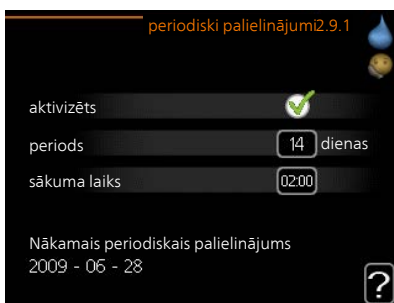 periodiski palielinājumi2.9.1
aktivizēts
periods 14 dienas
sākuma laiks 02:00
Nākamais periodiskais palielinājums
2009 - 06 - 28
?